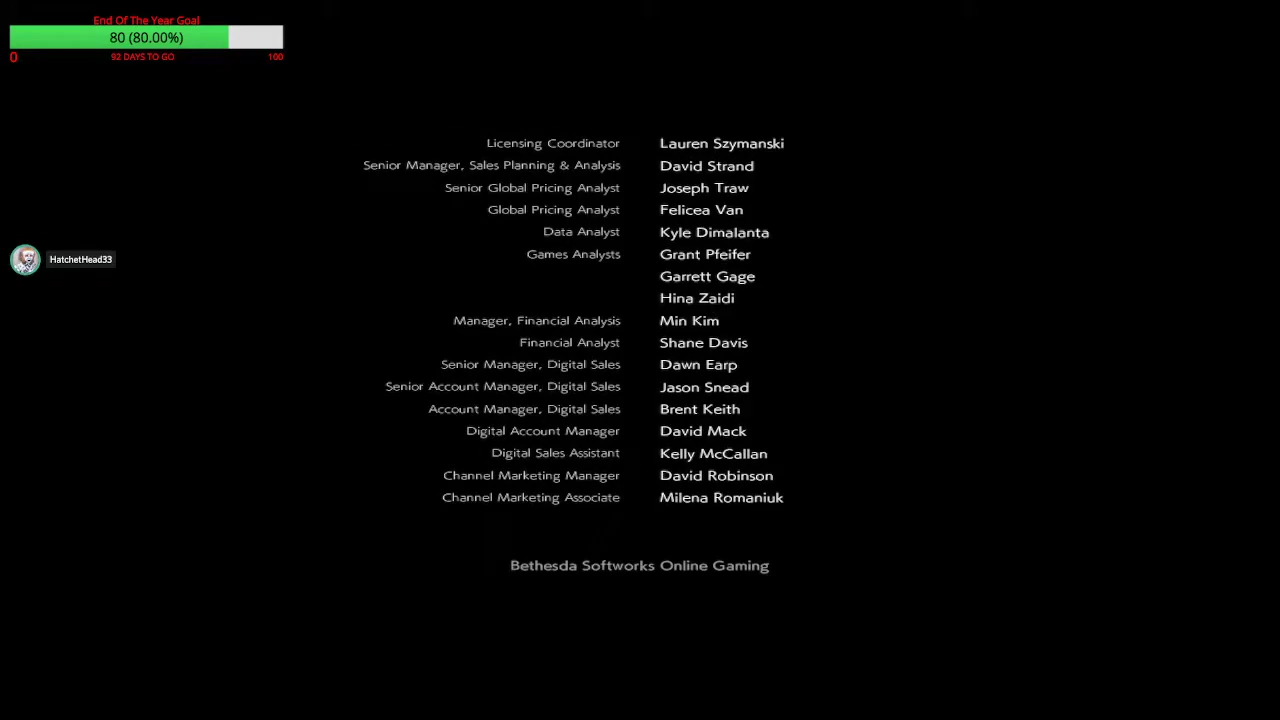 End Of The Year Goal
80 (80.00%)
0 92 DAYS TO GO 100
Licensing Coordinator Lauren Szymanski
Senior Manager, Sales Planning & Analysis David Strand
Senior Global Pricing Analyst Joseph Traw
Global Pricing Analyst Felicea Van
Data Analyst Kyle Dimalanta
HatchetHead33
Games Analysts Grant Pfeifer
Garrett Gage
Hina Zaidi
Manager, Financial Analysis Min Kim
Financial Analyst Shane Davis
Senior Manager, Digital Sales Dawn Earp
Senior Account Manager, Digital Sales Jason Snead
Account Manager, Digital Sales Brent Keith
Digital Account Manager David Mack
Digital Sales Assistant Kelly McCallan
Channel Marketing Manager David Robinson
Channel Marketing Associate Milena Romaniuk
Bethesda Softworks Online Gaming